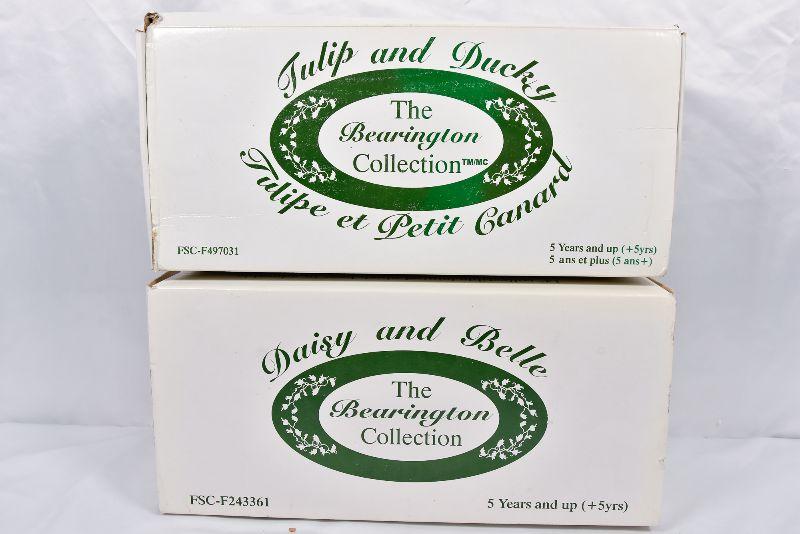 Tulip and Ducky
The
Bearington
Collection™/MC
Tulipe et Petit Canard
FSC-F497031
5 Years and up (+5yrs)
5 ans et plus (5 ans+)
Daisy and Belle
The
Bearington
Collection
FSC-F243361
5 Years and up (+5yrs)